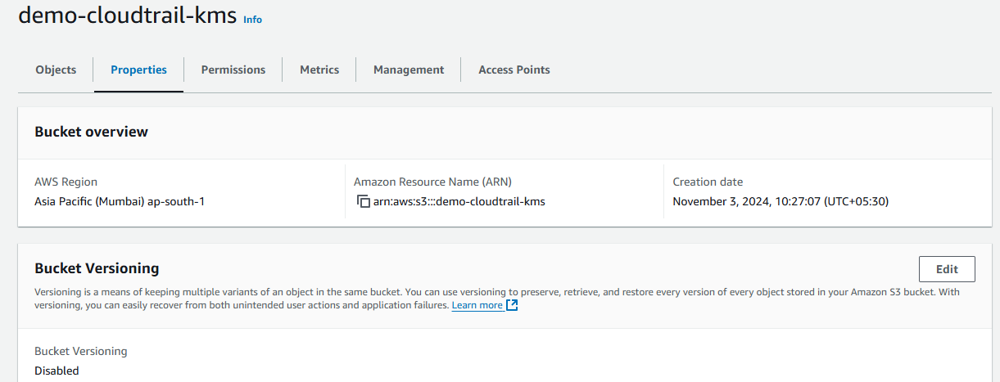 demo-cloudtrail-kms Info
Objects Properties Permissions Metrics Management Access Points
Bucket overview
AWS Region Amazon Resource Name (ARN) Creation date
Asia Pacific (Mumbai) ap-south-1 arn:aws:s3:::demo-cloudtrail-kms November 3, 2024, 10:27:07 (UTC+05:30)
Bucket Versioning Edit
Versioning is a means of keeping multiple variants of an object in the same bucket. You can use versioning to preserve, retrieve, and restore every version of every object stored in your Amazon S3 bucket. With
versioning, you can easily recover from both unintended user actions and application failures. Learn more
Bucket Versioning
Disabled